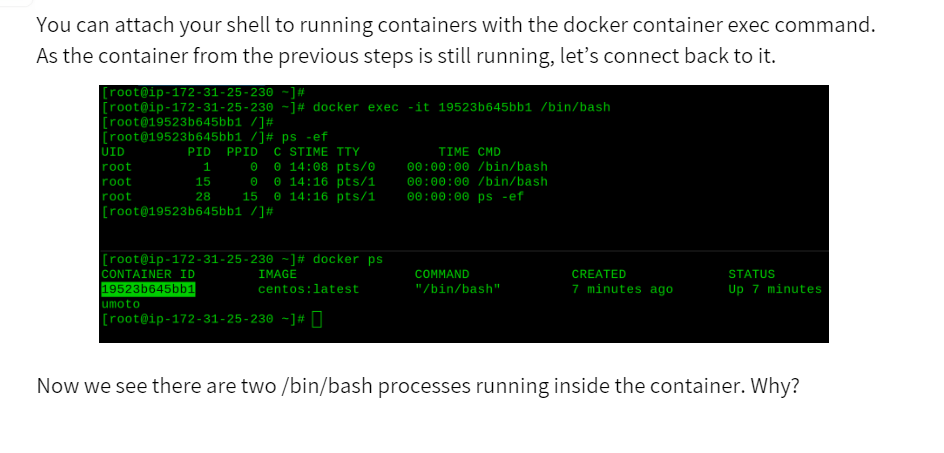 You can attach your shell to running containers with the docker container exec command.
As the container from the previous steps is still running, let’s connect back to it.
[root@ip-172-31-25-230 ~]#
[root@ip-172-31-25-230 ~]# docker exec -it 19523b645bb1 /bin/bash
[root@19523b645bb1 /]#
[root@19523b645bb1 /]# ps -ef
UID PID PPID C STIME TTY TIME CMD
root 1 0 0 14:08 pts/0 00:00:00 /bin/bash
root 15 0 0 14:16 pts/1 00:00:00 /bin/bash
root 28 15 0 14:16 pts/1 00:00:00 ps -ef
[root@19523b645bb1 /]#
[root@ip-172-31-25-230 ~]# docker ps
CONTAINER ID IMAGE COMMAND CREATED STATUS
19523b645bb1 centos:latest "/bin/bash" 7 minutes ago Up 7 minutes
umoto
[root@ip-172-31-25-230 ~]#
Now we see there are two /bin/bash processes running inside the container. Why?